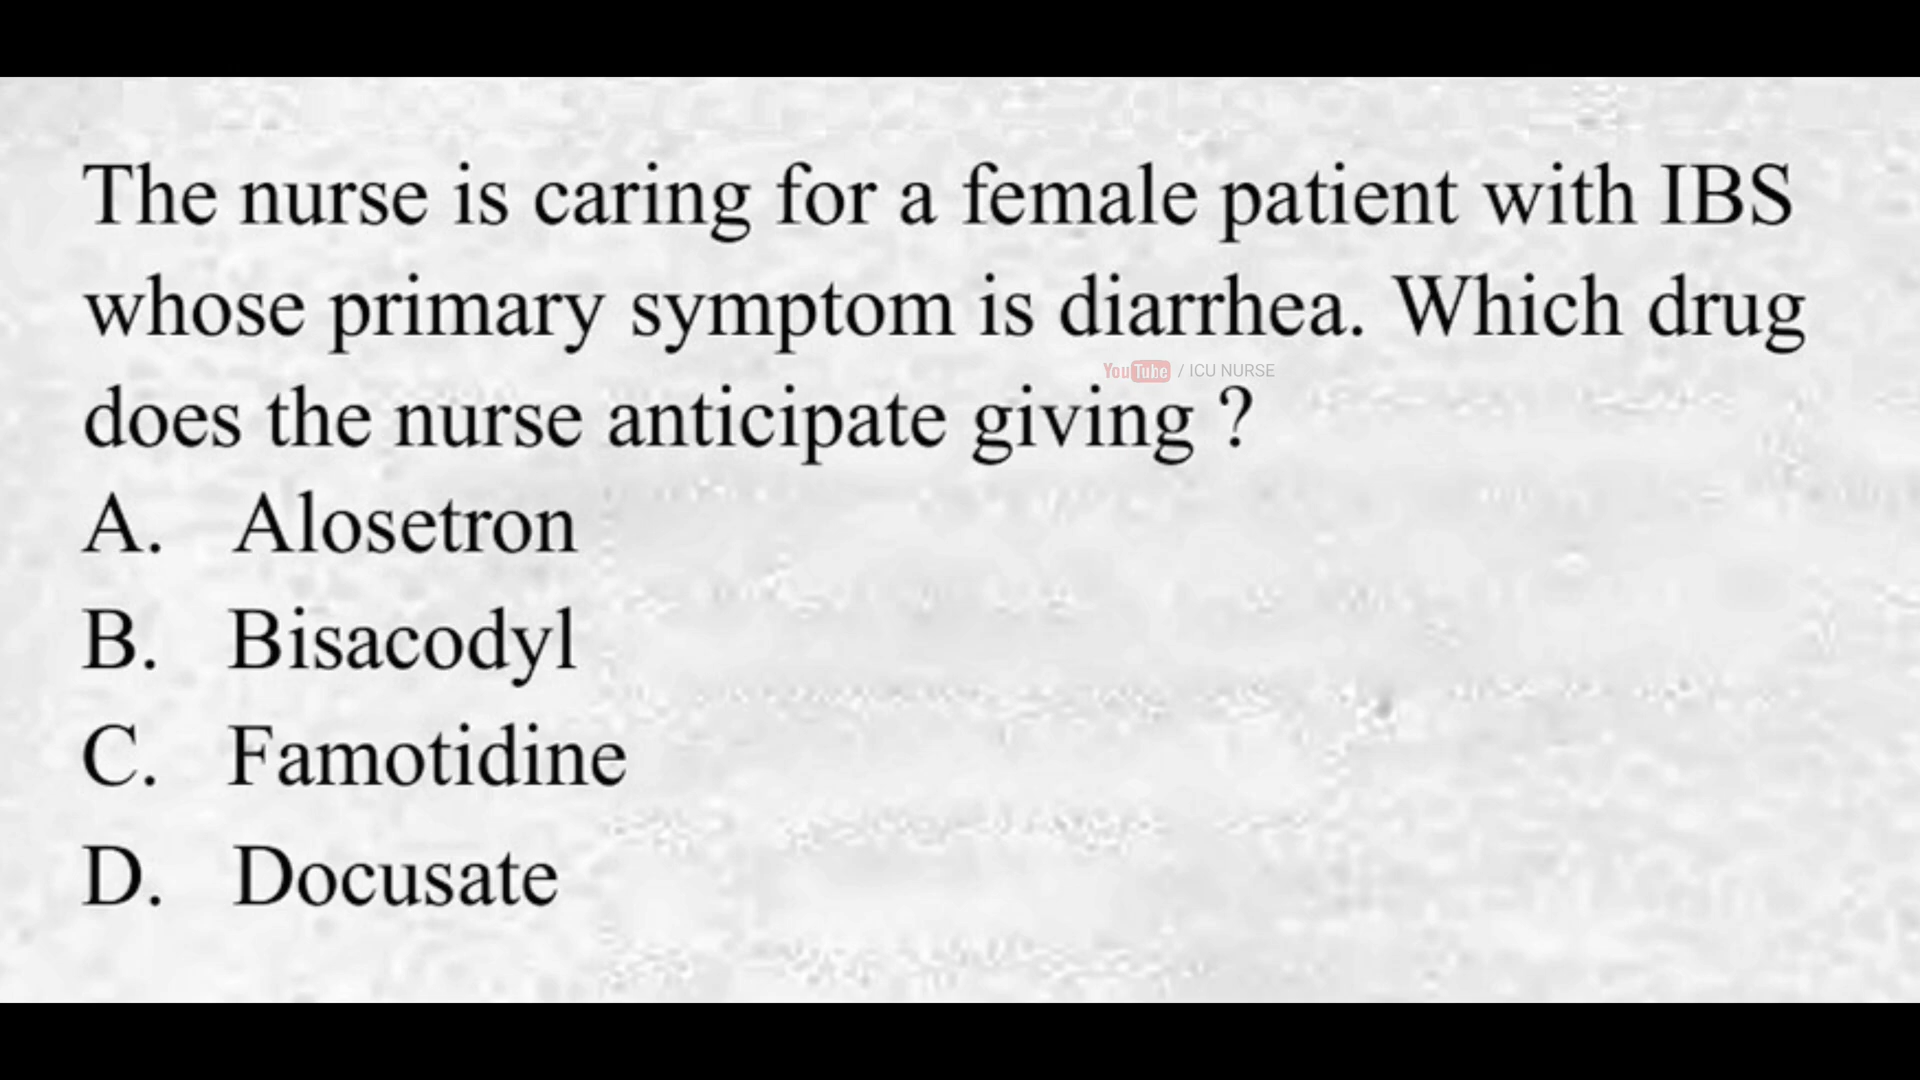 The nurse is caring for a female patient with IBS
whose primary symptom is diarrhea. Which drug
YouTube / ICU NURSE
does the nurse anticipate giving ?
A. Alosetron
B. Bisacodyl
C. Famotidine
D. Docusate